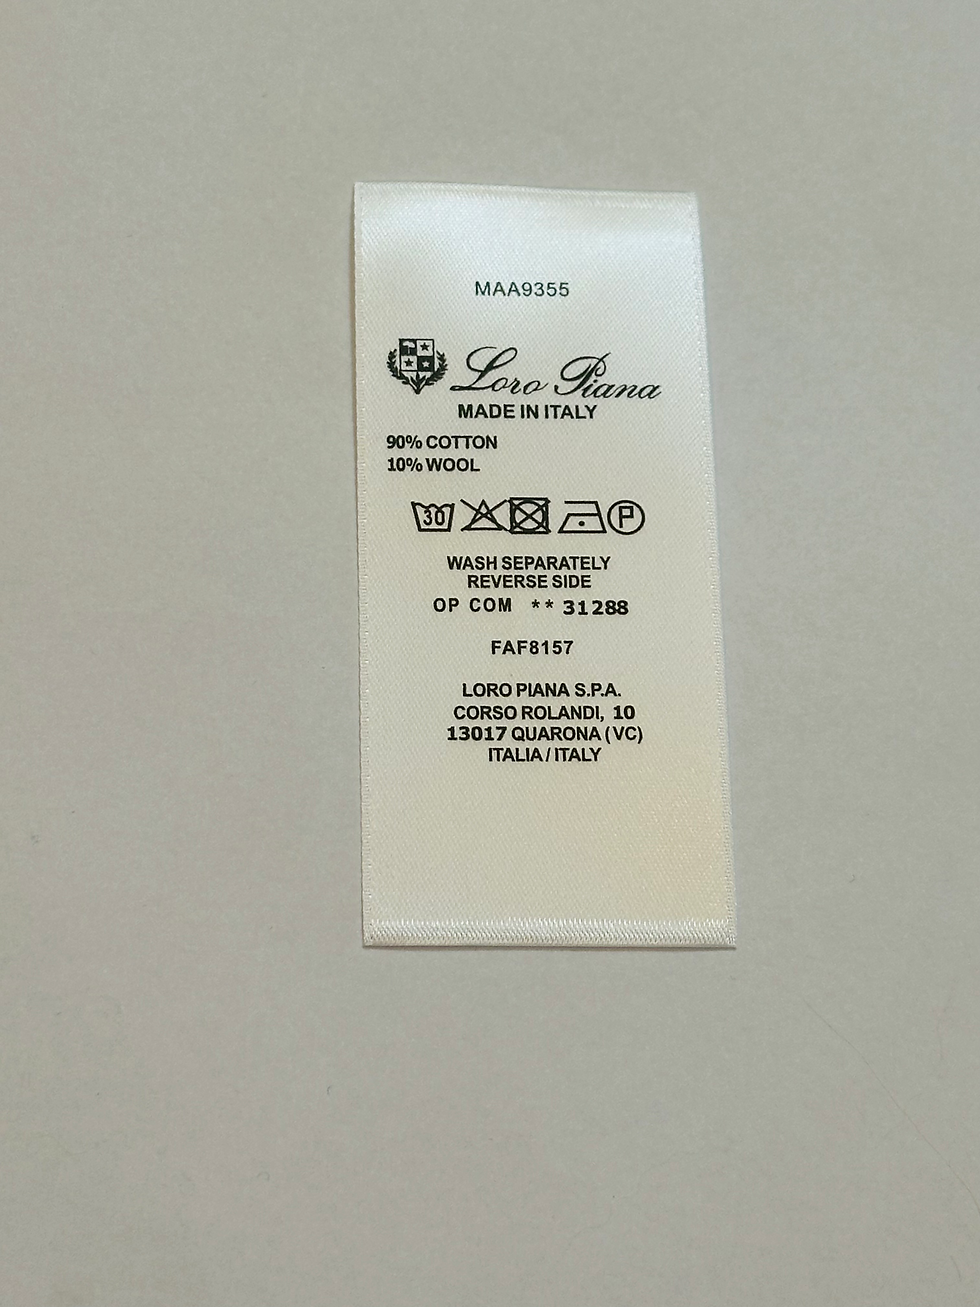 MAA9355
Loro Piana
MADE IN ITALY
90% COTTON
10% WOOL
30 P
WASH SEPARATELY
REVERSE SIDE
OP COM ** 31288
FAF8157
LORO PIANA S.P.A.
CORSO ROLANDI, 10
13017 QUARONA (VC)
ITALIA / ITALY